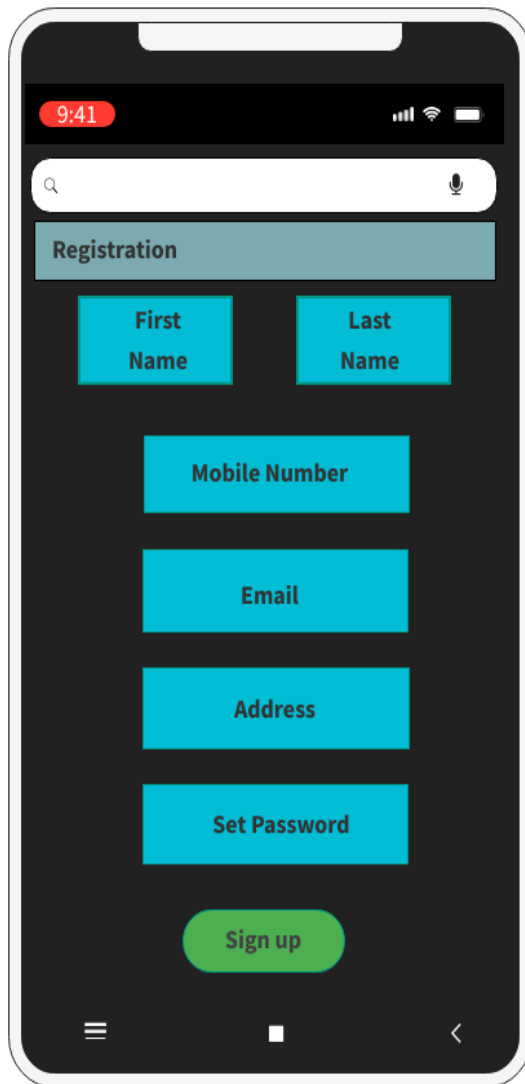 9:41
Registration
First
Name
Last
Name
Mobile Number
Email
Address
Set Password
Sign up